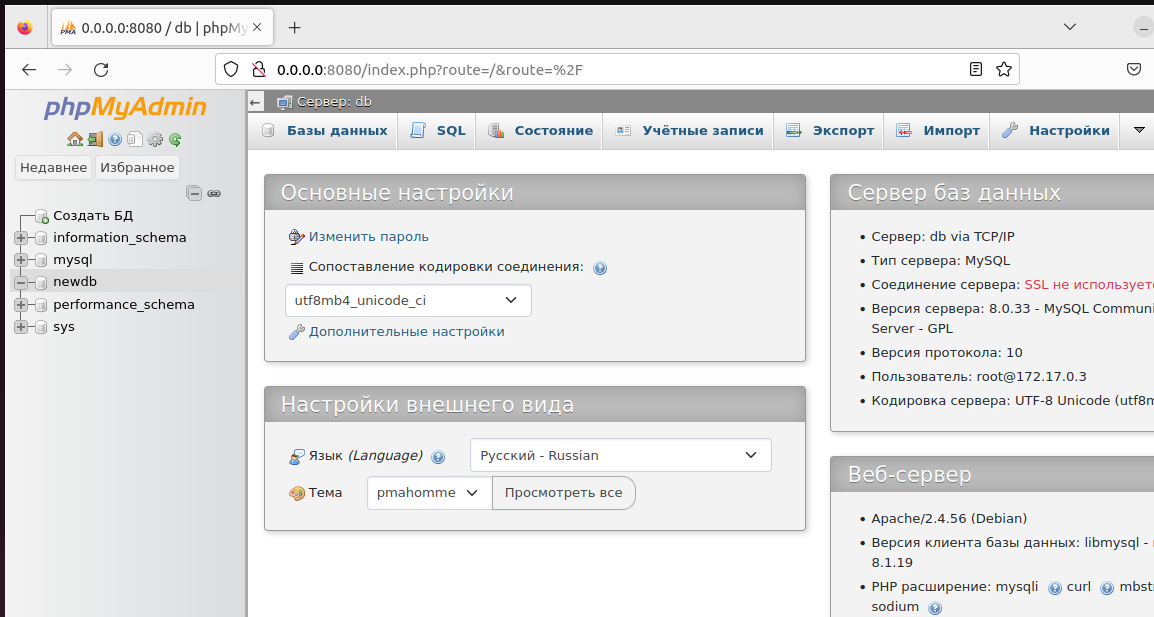 0.0.0.0:8080 / db | phpMy
0.0.0.0:8080/index.php?route=/&route=%2F
phpMyAdmin
Недавнее Избранное
Создать БД
information_schema
mysql
newdb
performance_schema
sys
Сервер: db
Базы данных SQL Состояние Учётные записи Экспорт Импорт Настройки
Основные настройки
Изменить пароль
Сопоставление кодировки соединения:
utf8mb4_unicode_ci
Дополнительные настройки
Настройки внешнего вида
Язык (Language) Русский - Russian
Тема pmahomme Просмотреть все
Сервер баз данных
• Сервер: db via TCP/IP
• Тип сервера: MySQL
• Соединение сервера: SSL не используетс
• Версия сервера: 8.0.33 - MySQL Communi
Server - GPL
• Версия протокола: 10
• Пользователь: root@172.17.0.3
• Кодировка сервера: UTF-8 Unicode (utf8m
Веб-сервер
• Apache/2.4.56 (Debian)
• Версия клиента базы данных: libmysql -
8.1.19
• PHP расширение: mysqli curl mbstr
sodium